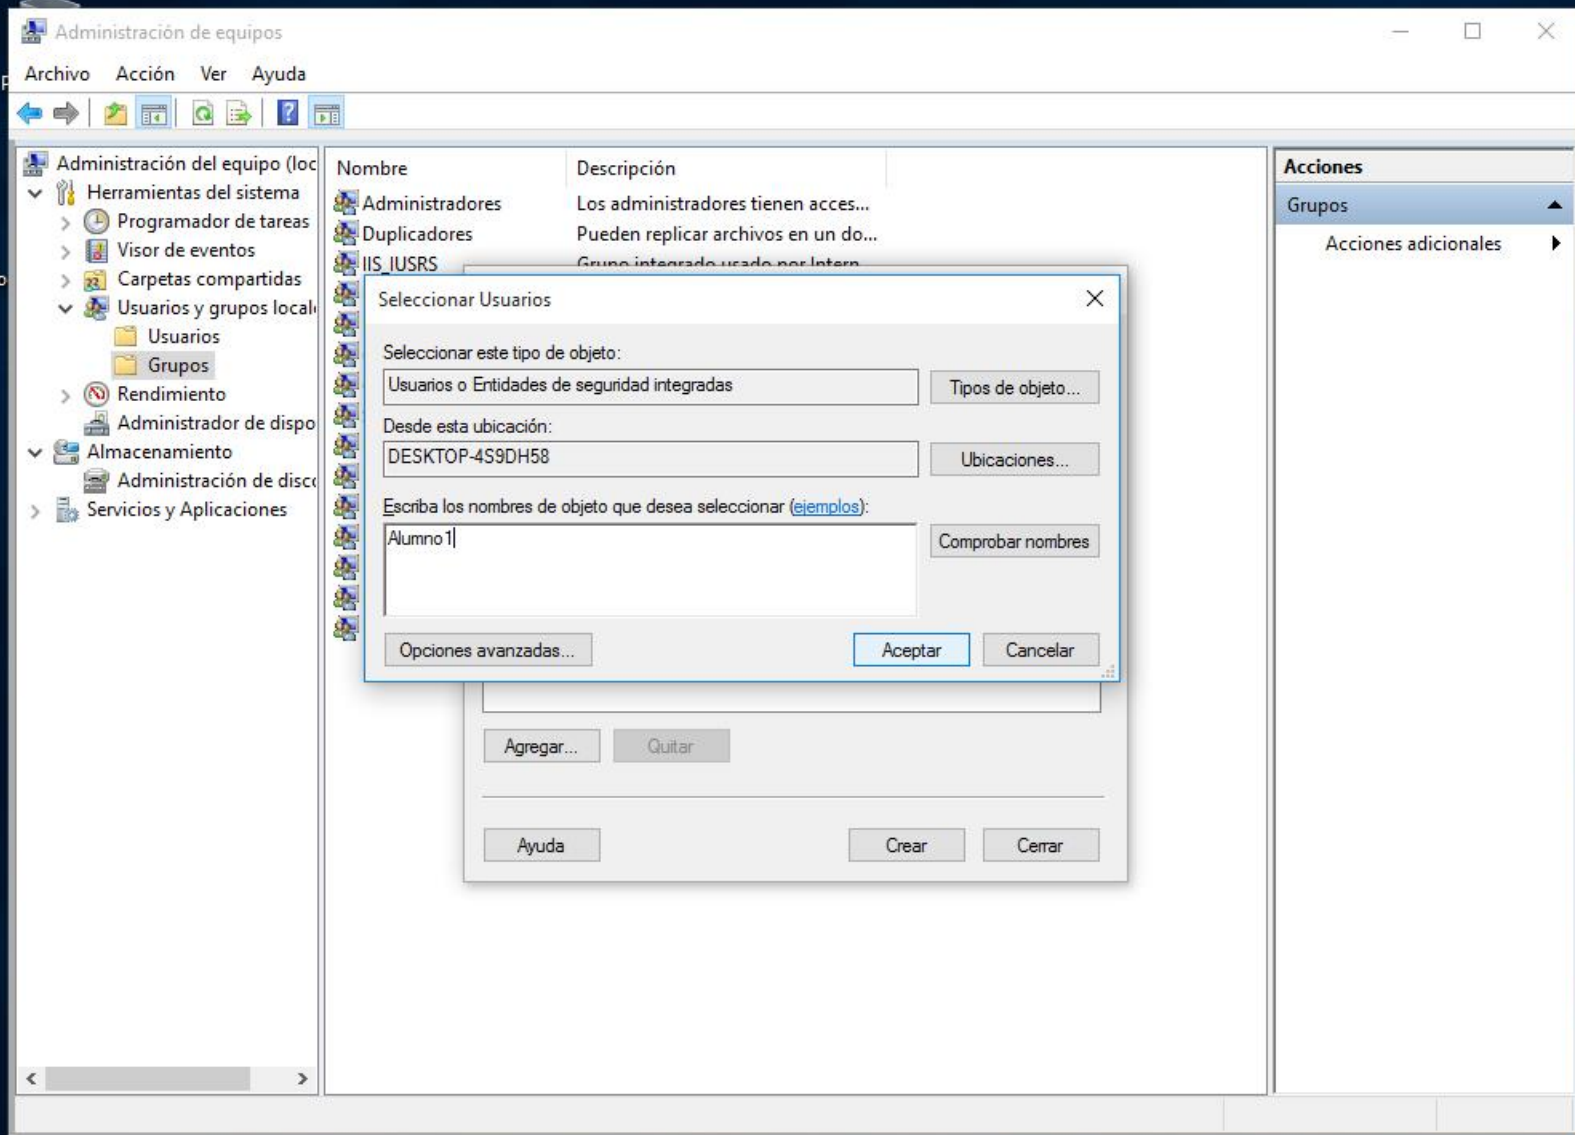 Administración de equipos
Archivo Acción Ver Ayuda
Administración del equipo (loc
Herramientas del sistema
Programador de tareas
Visor de eventos
Carpetas compartidas
Usuarios y grupos local
Usuarios
Grupos
Rendimiento
Administrador de dispo
Almacenamiento
Administración de disc
Servicios y Aplicaciones
Nombre Descripción
Administradores Los administradores tienen acces...
Duplicadores Pueden replicar archivos en un do...
IIS_IUSRS Grupo integrado usado por Intern
Seleccionar Usuarios
Seleccionar este tipo de objeto:
Usuarios o Entidades de seguridad integradas Tipos de objeto...
Desde esta ubicación:
DESKTOP-4S9DH58 Ubicaciones...
Escriba los nombres de objeto que desea seleccionar (ejemplos):
Alumno1 Comprobar nombres
Opciones avanzadas... Aceptar Cancelar
Agregar... Quitar
Ayuda Crear Cerrar
Acciones
Grupos
Acciones adicionales